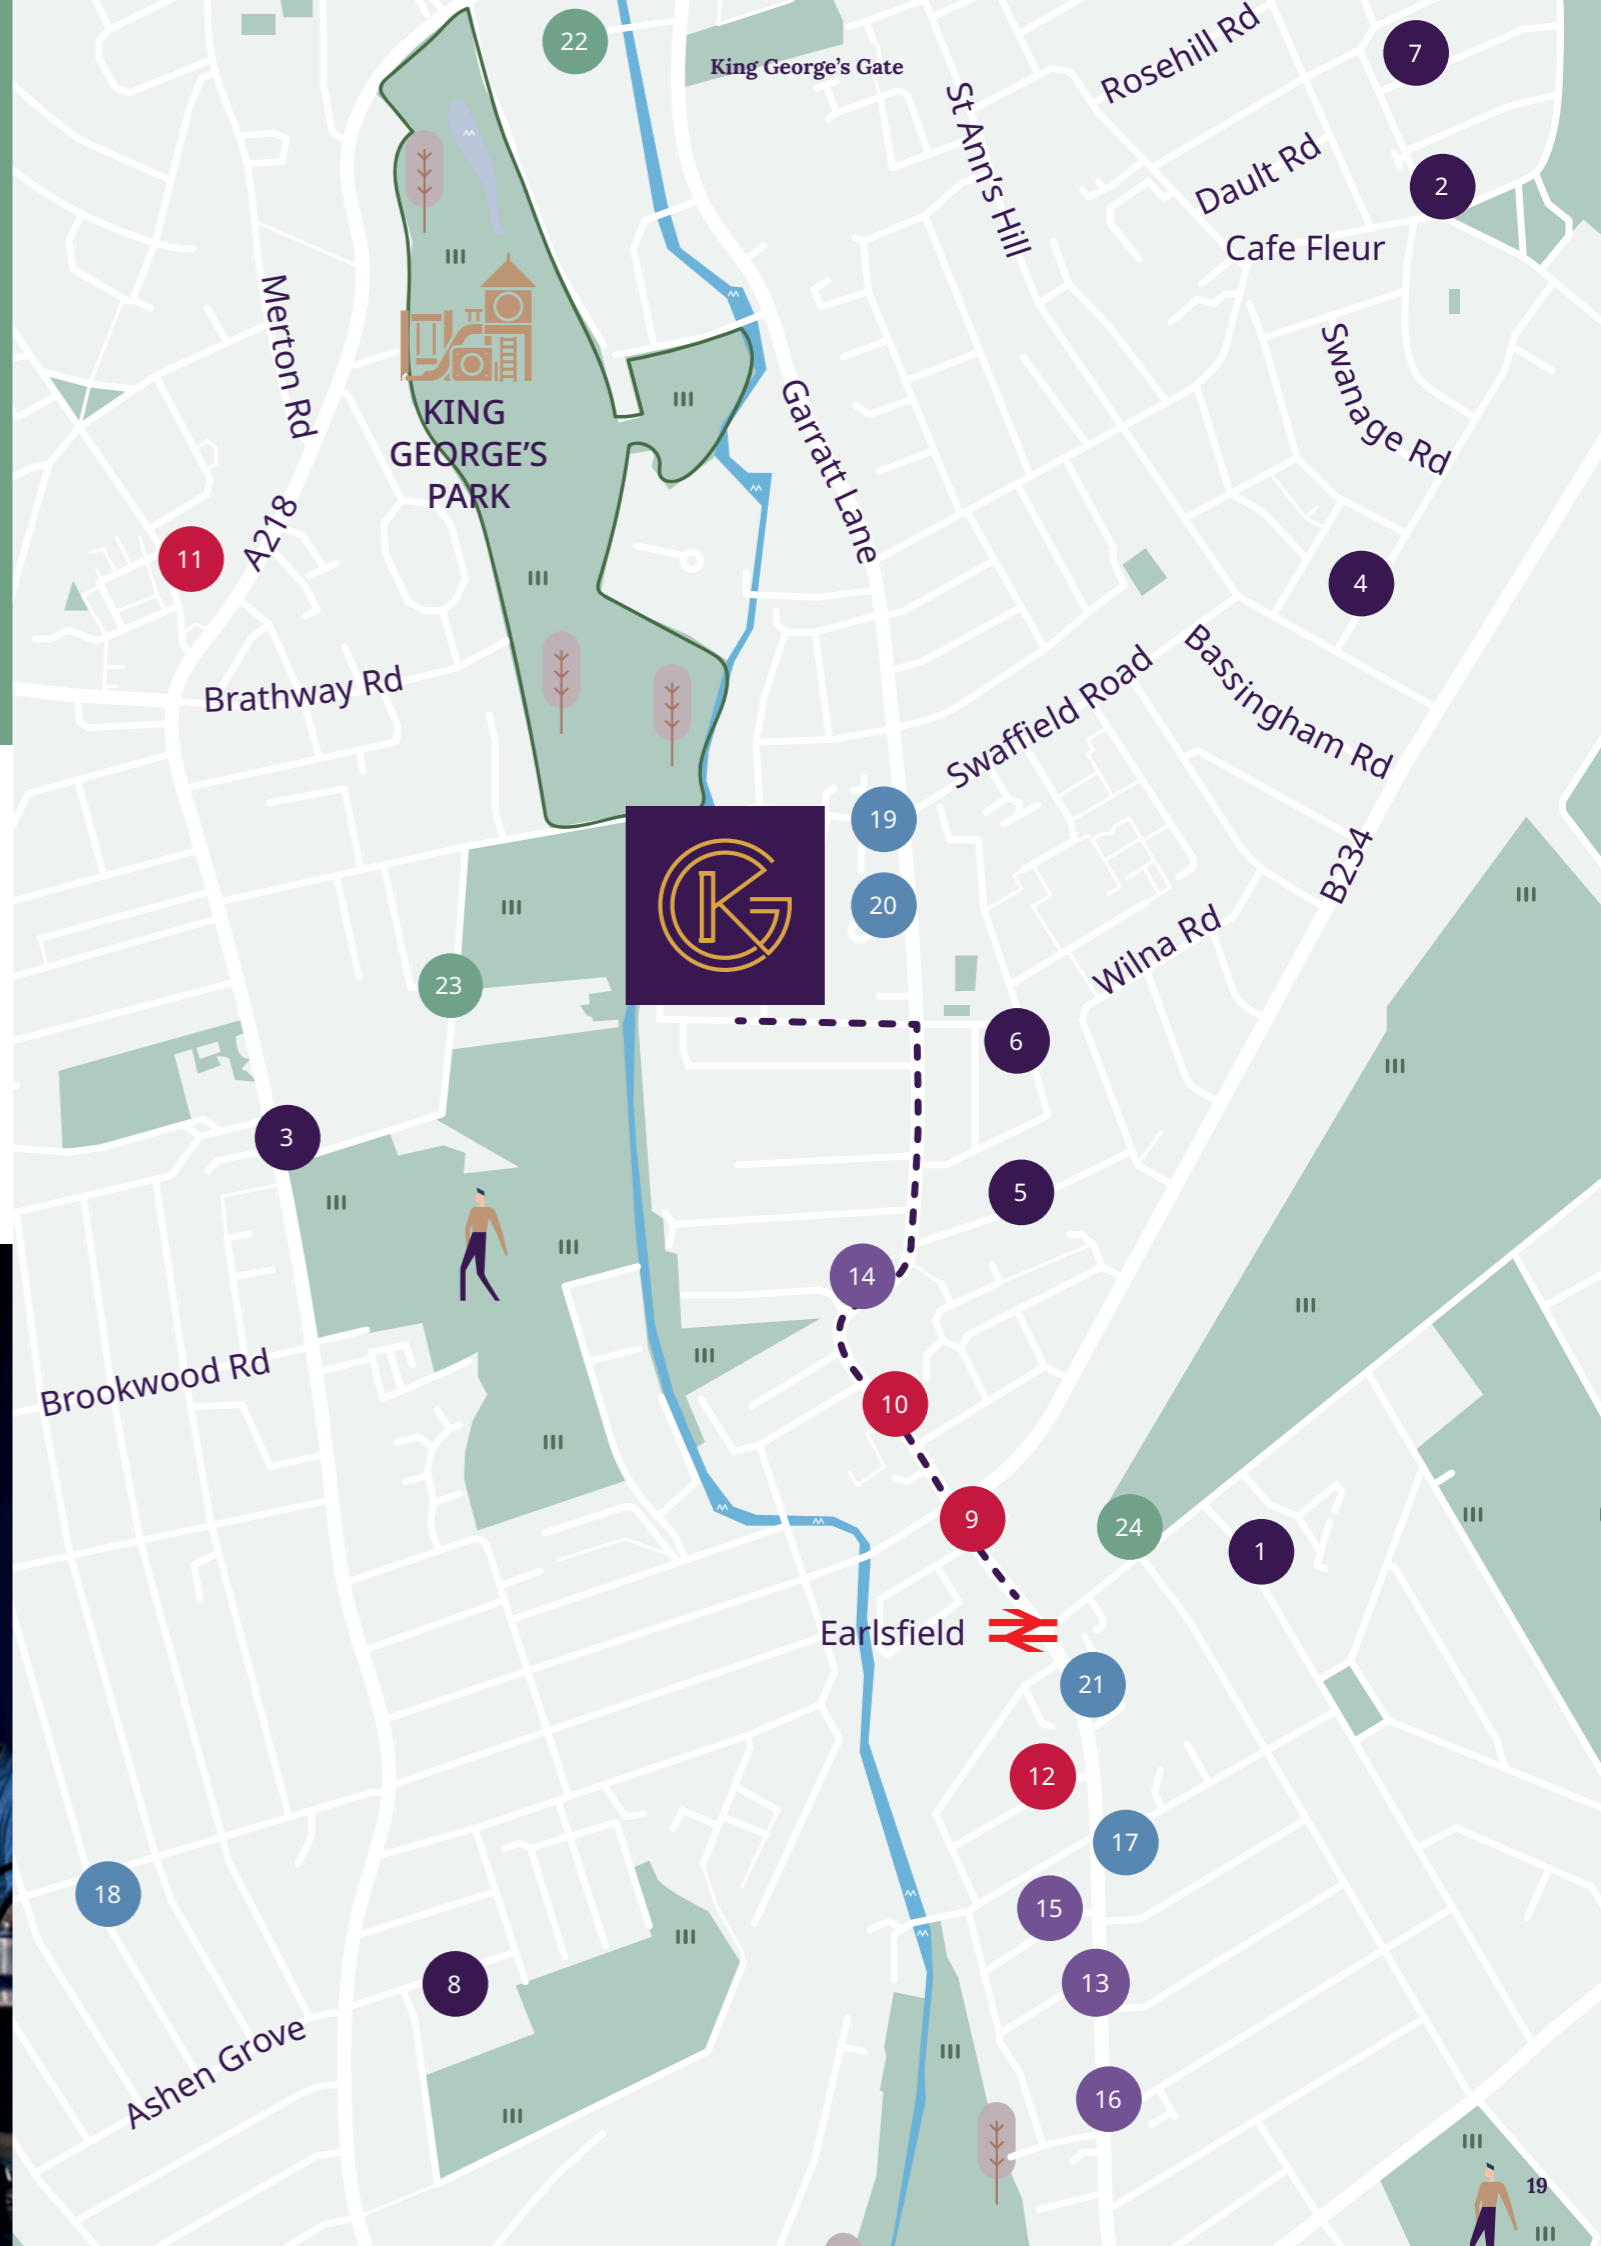 22
King George's Gate
Rosehill Rd
7
St Ann's Hill
Dault Rd
2
Cafe Fleur
Merton Rd
Swanage Rd
KING
GEORGE'S
PARK
Garratt Lane
A218
11
4
Brathway Rd
Swaffield Road
Bassingham Rd
19
B234
CKG
20
Wilna Rd
23
6
3
5
14
Brookwood Rd
10
9
24
1
Earlsfield
21
12
17
18
15
13
8
Ashen Grove
16
19